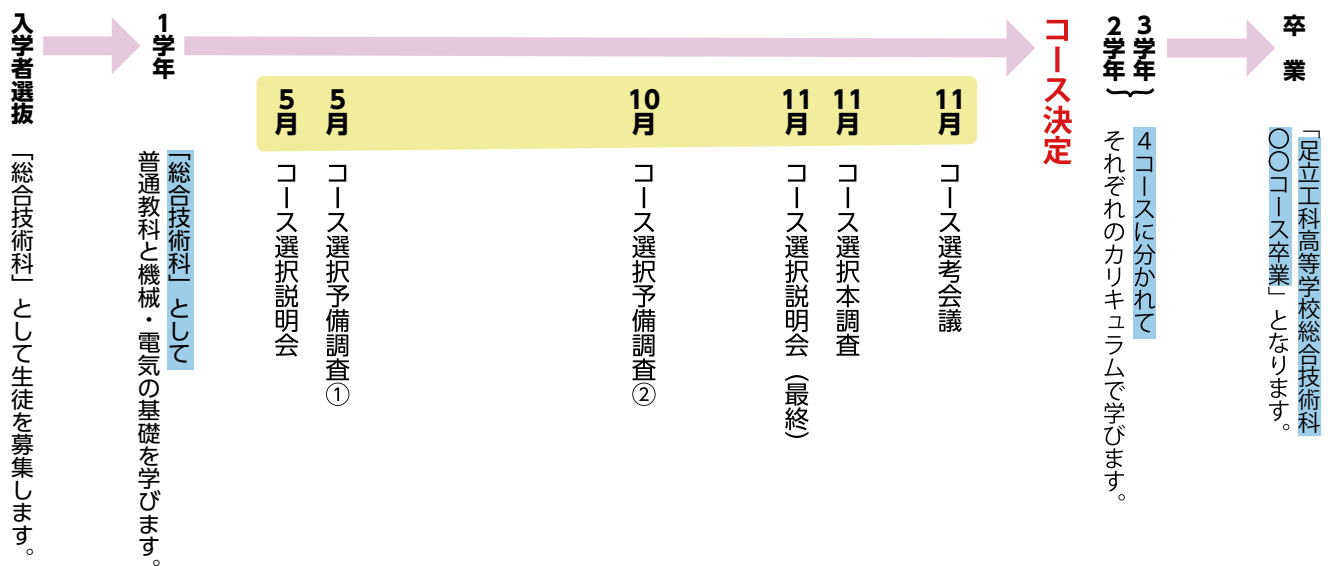 入学者選抜
「総合技術科」として生徒を募集します。
1学年
「総合技術科」として
普通教科と機械・電気の基礎を学びます。
5月
コース選択説明会
5月
コース選択予備調査①
10月
コース選択予備調査②
11月
コース選択説明会（最終）
11月
コース選択本調査
11月
コース選考会議
コース決定
3学年
2学年
4コースに分かれて
それぞれのカリキュラムで学びます。
卒業
「足立工科高等学校総合技術科
〇〇コース卒業」となります。